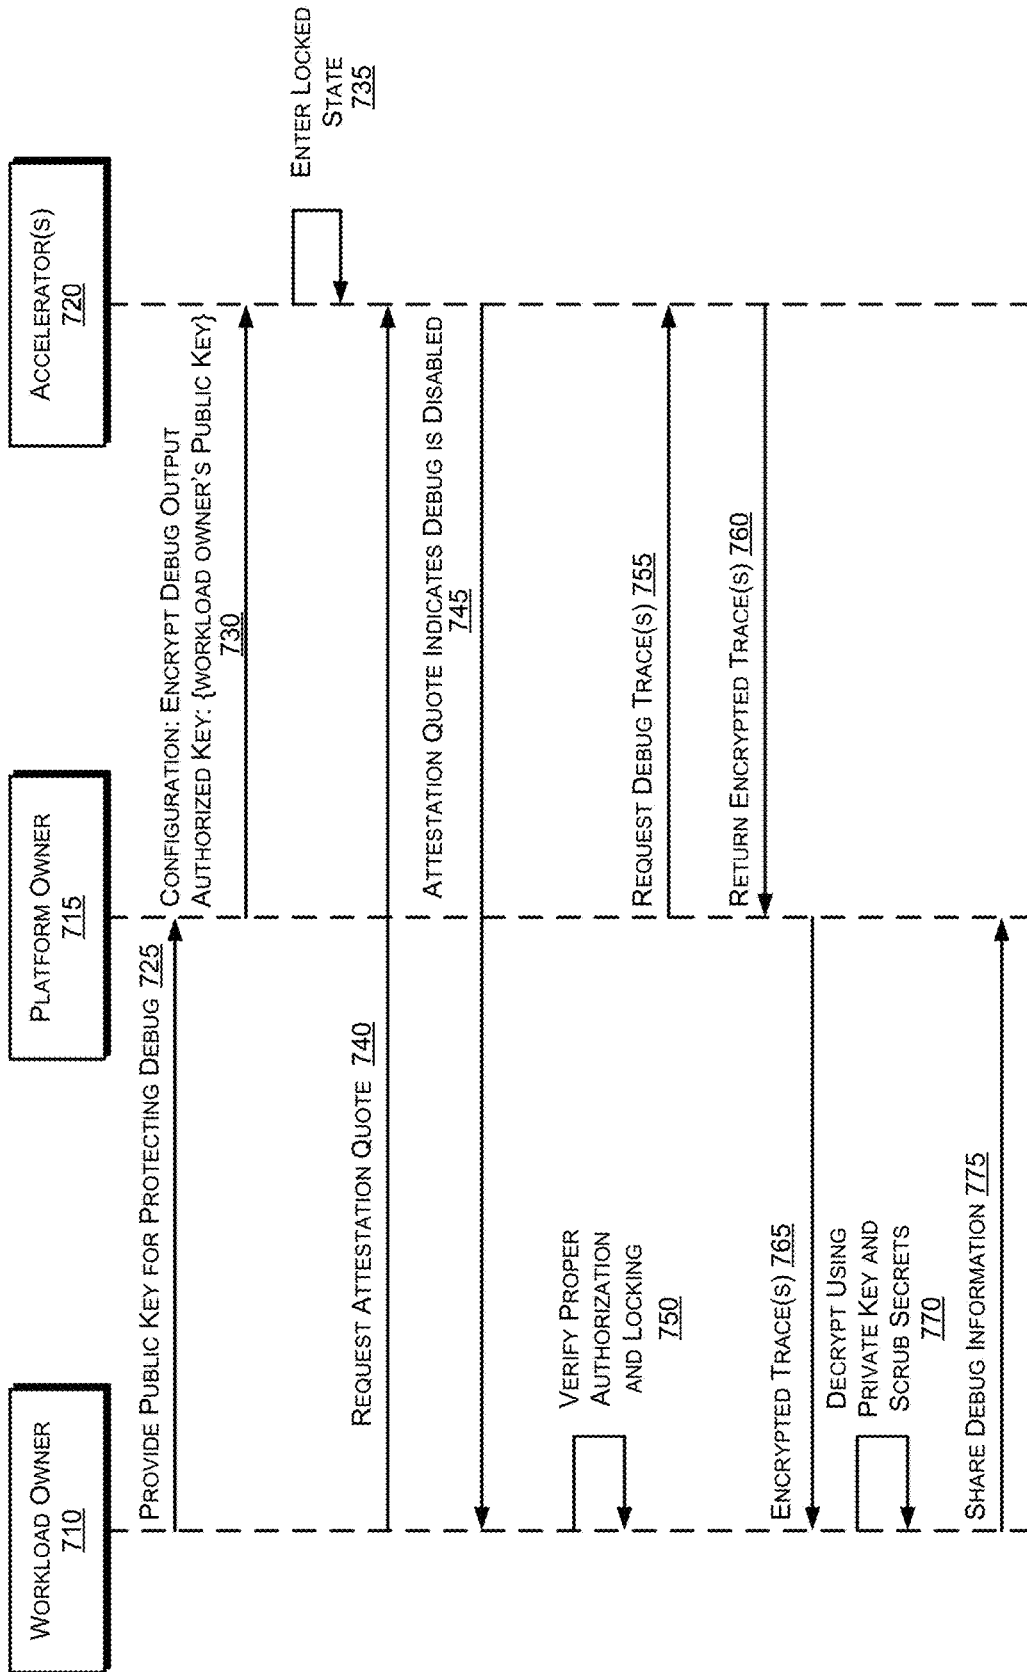 WORKLOAD OWNER
710
PLATFORM OWNER
715
ACCELERATOR(S)
720
PROVIDE PUBLIC KEY FOR PROTECTING DEBUG 725
CONFIGURATION: ENCRYPT DEBUG OUTPUT
AUTHORIZED KEY: {WORKLOAD OWNER'S PUBLIC KEY}
730
ENTER LOCKED
STATE
735
REQUEST ATTESTATION QUOTE 740
ATTESTATION QUOTE INDICATES DEBUG IS DISABLED
745
VERIFY PROPER
AUTHORIZATION
AND LOCKING
750
REQUEST DEBUG TRACE(S) 755
RETURN ENCRYPTED TRACE(S) 760
ENCRYPTED TRACE(S) 765
DECRYPT USING
PRIVATE KEY AND
SCRUB SECRETS
770
SHARE DEBUG INFORMATION 775